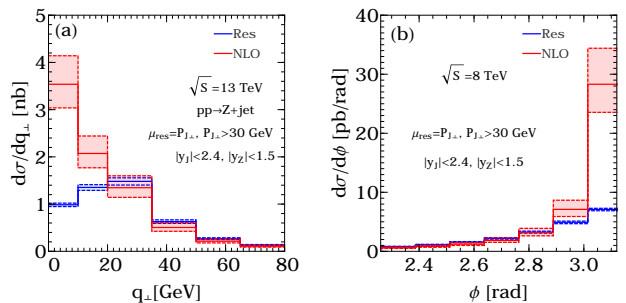 (a)
Res
NLO
√S =13 TeV
pp→Z+jet
μres=PJ⊥, PJ⊥>30 GeV
|yJ|<2.4, |yZ|<1.5
dσ/dq⊥ [nb]
5
4
3
2
1
0
0 20 40 60 80
q⊥[GeV]
(b)
Res
NLO
√S =8 TeV
μres=PJ⊥, PJ⊥>30 GeV
|yJ|<2.4, |yZ|<1.5
dσ/dϕ [pb/rad]
40
30
20
10
0
2.4 2.6 2.8 3.0
ϕ [rad]